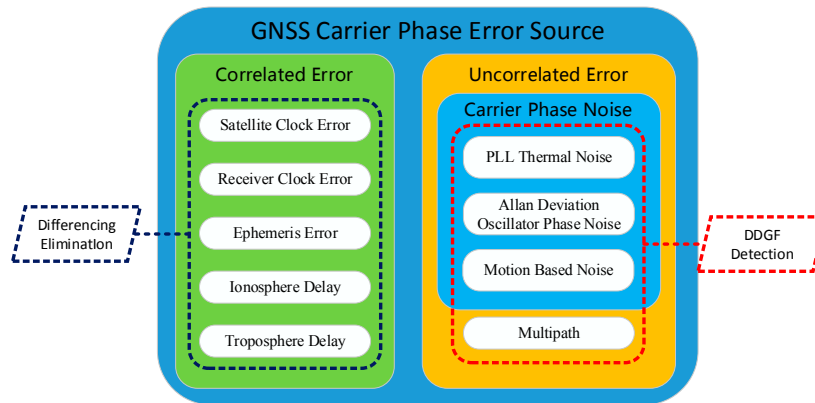 GNSS Carrier Phase Error Source
Correlated Error
Satellite Clock Error
Receiver Clock Error
Ephemeris Error
Ionosphere Delay
Troposphere Delay
Uncorrelated Error
Carrier Phase Noise
PLL Thermal Noise
Allan Deviation
Oscillator Phase Noise
Motion Based Noise
Multipath
Differencing
Elimination
DDGF
Detection